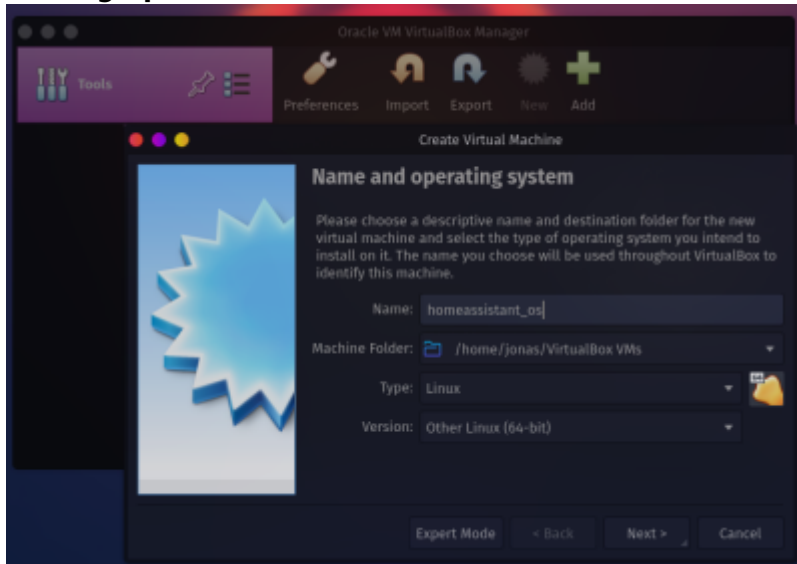 Oracle VM VirtualBox Manager
Tools
Preferences Import Export New Add
Create Virtual Machine
Name and operating system
Please choose a descriptive name and destination folder for the new
virtual machine and select the type of operating system you intend to
install on it. The name you choose will be used throughout VirtualBox to
identify this machine.
Name: homeassistant_os
Machine Folder: /home/jonas/VirtualBox VMs
Type: Linux
Version: Other Linux (64-bit)
Expert Mode < Back Next > Cancel